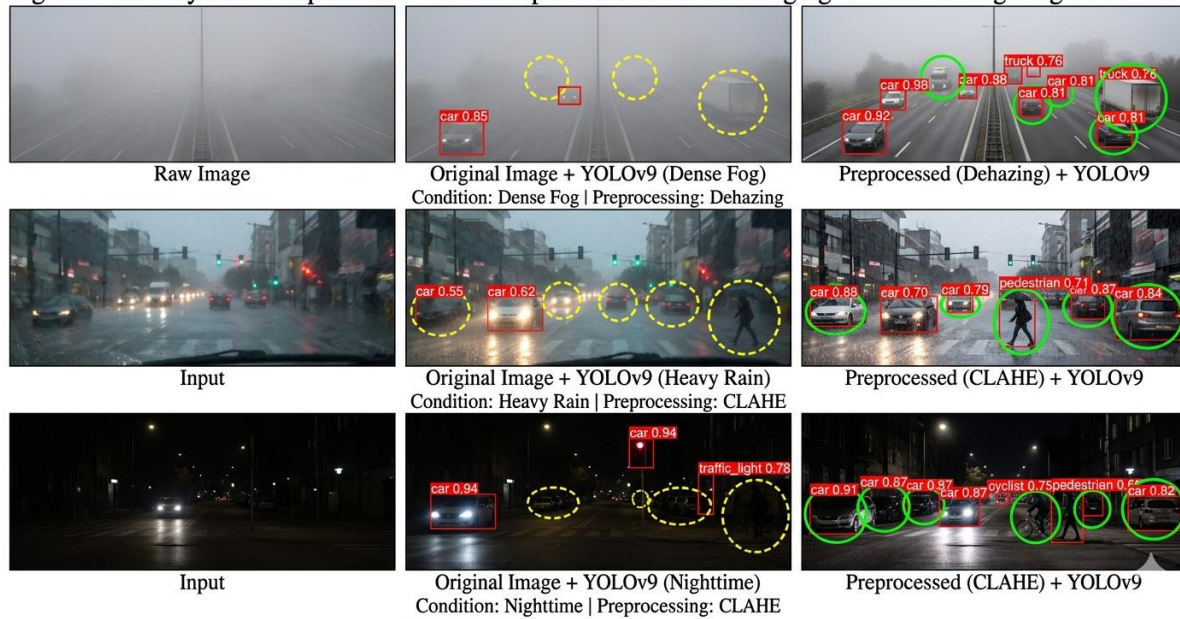 car 0.85
truck 0.76
car 0.98
car 0.81
truck 0.76
car 0.81
car 0.92
car 0.81
Raw Image
Original Image + YOLOv9 (Dense Fog)
Preprocessed (Dehazing) + YOLOv9
Condition: Dense Fog | Preprocessing: Dehazing
car 0.55
car 0.62
car 0.88
car 0.70
car 0.79
pedestrian 0.71
0.87
car 0.84
Input
Original Image + YOLOv9 (Heavy Rain)
Preprocessed (CLAHE) + YOLOv9
Condition: Heavy Rain | Preprocessing: CLAHE
car 0.94
car 0.94
traffic_light 0.78
car 0.91
car 0.87
car 0.97
car 0.87
cyclist 0.75
pedestrian
car 0.82
Input
Original Image + YOLOv9 (Nighttime)
Preprocessed (CLAHE) + YOLOv9
Condition: Nighttime | Preprocessing: CLAHE